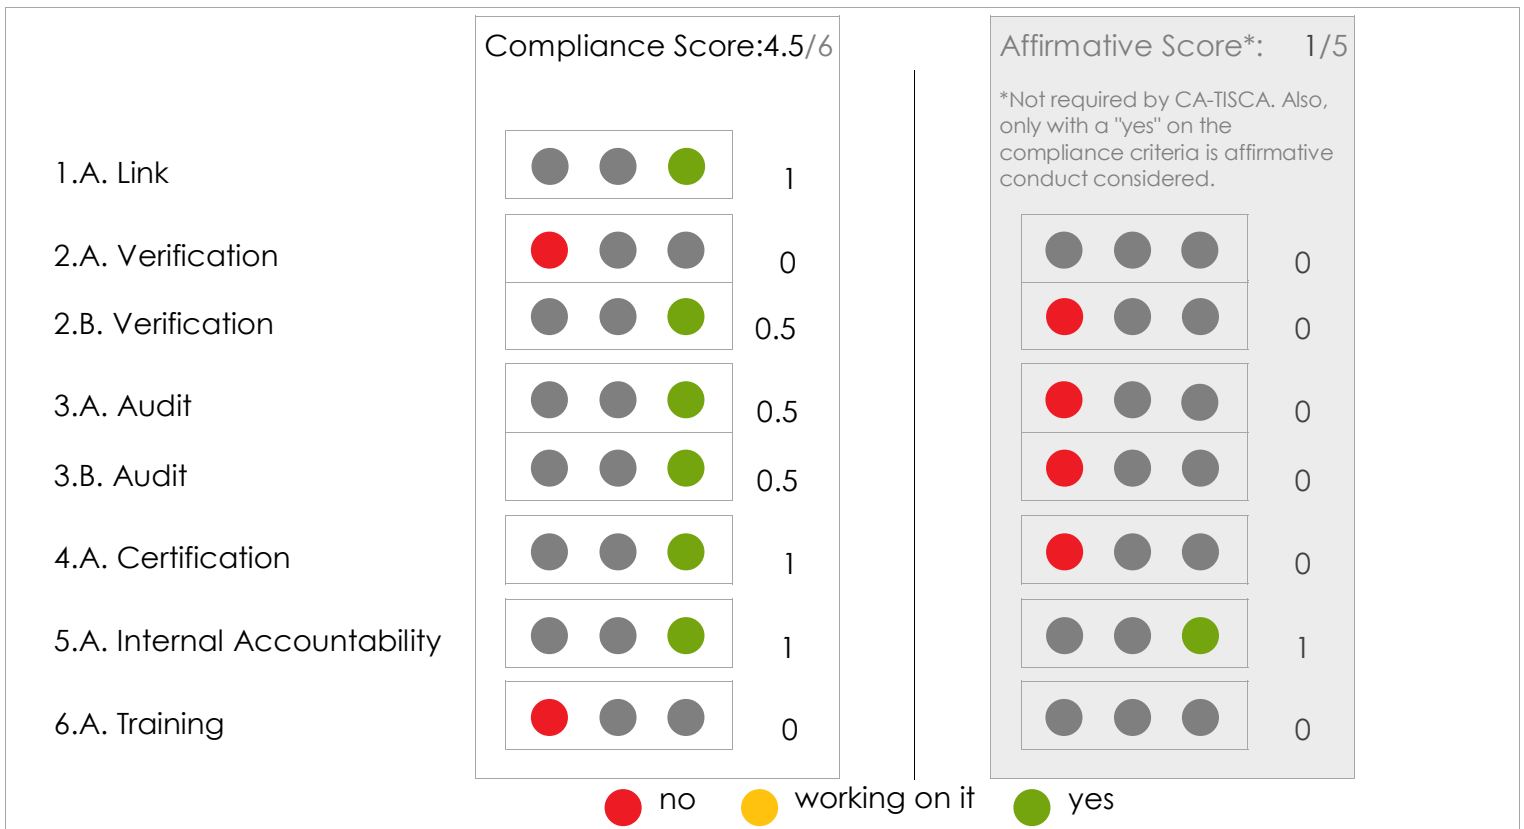 Compliance Score:4.5/6
Affirmative Score*: 1/5
*Not required by CA-TISCA. Also,
only with a "yes" on the
compliance criteria is affirmative
conduct considered.
1.A. Link 1
2.A. Verification 0 0
2.B. Verification 0.5 0
3.A. Audit 0.5 0
3.B. Audit 0.5 0
4.A. Certification 1 0
5.A. Internal Accountability 1 1
6.A. Training 0 0
no working on it yes